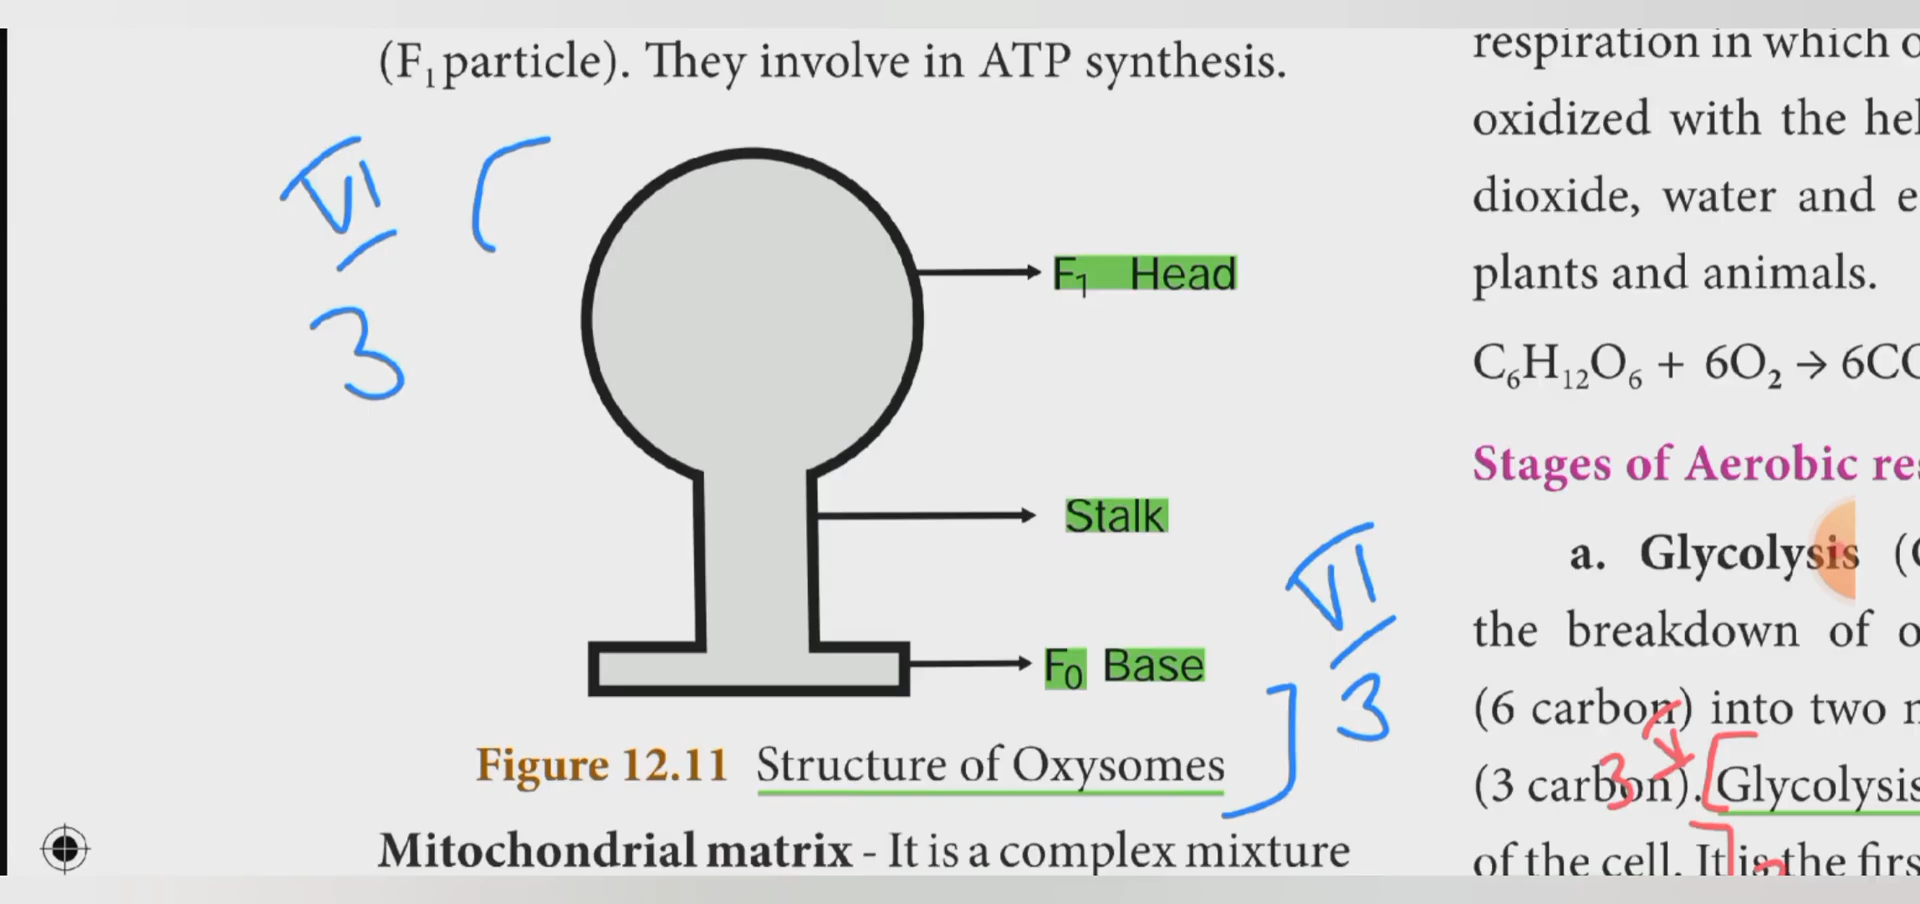 (F₁ particle). They involve in ATP synthesis.
VI
3
F₁ Head
Stalk
F₀ Base
VI
3
Figure 12.11 Structure of Oxysomes
Mitochondrial matrix - It is a complex mixture
respiration in which
oxidized with the
dioxide, water and
plants and animals.
C₆H₁₂O₆ + 6O₂ → 6C
Stages of Aerobic
a. Glycolysis (
the breakdown of
(6 carbon) into two
3
(3 carbon). Glycolysis
of the cell. It is the